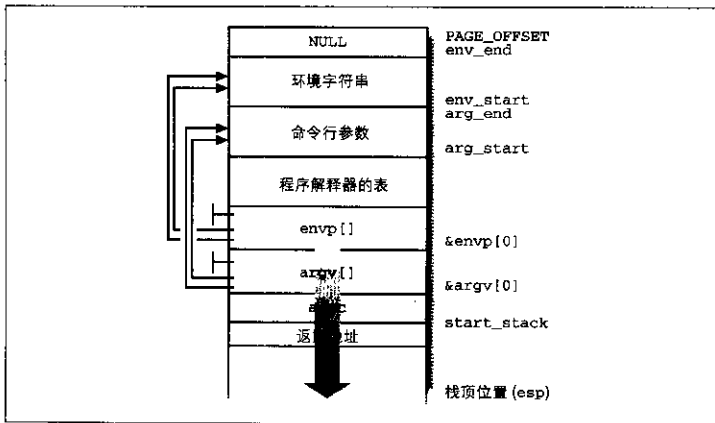 NULL
PAGE_OFFSET
env_end
环境字符串
env_start
arg_end
命令行参数
arg_start
程序解释器的表
envp[]
&envp[0]
argv[]
&argv[0]
start_stack
栈顶位置 (esp)